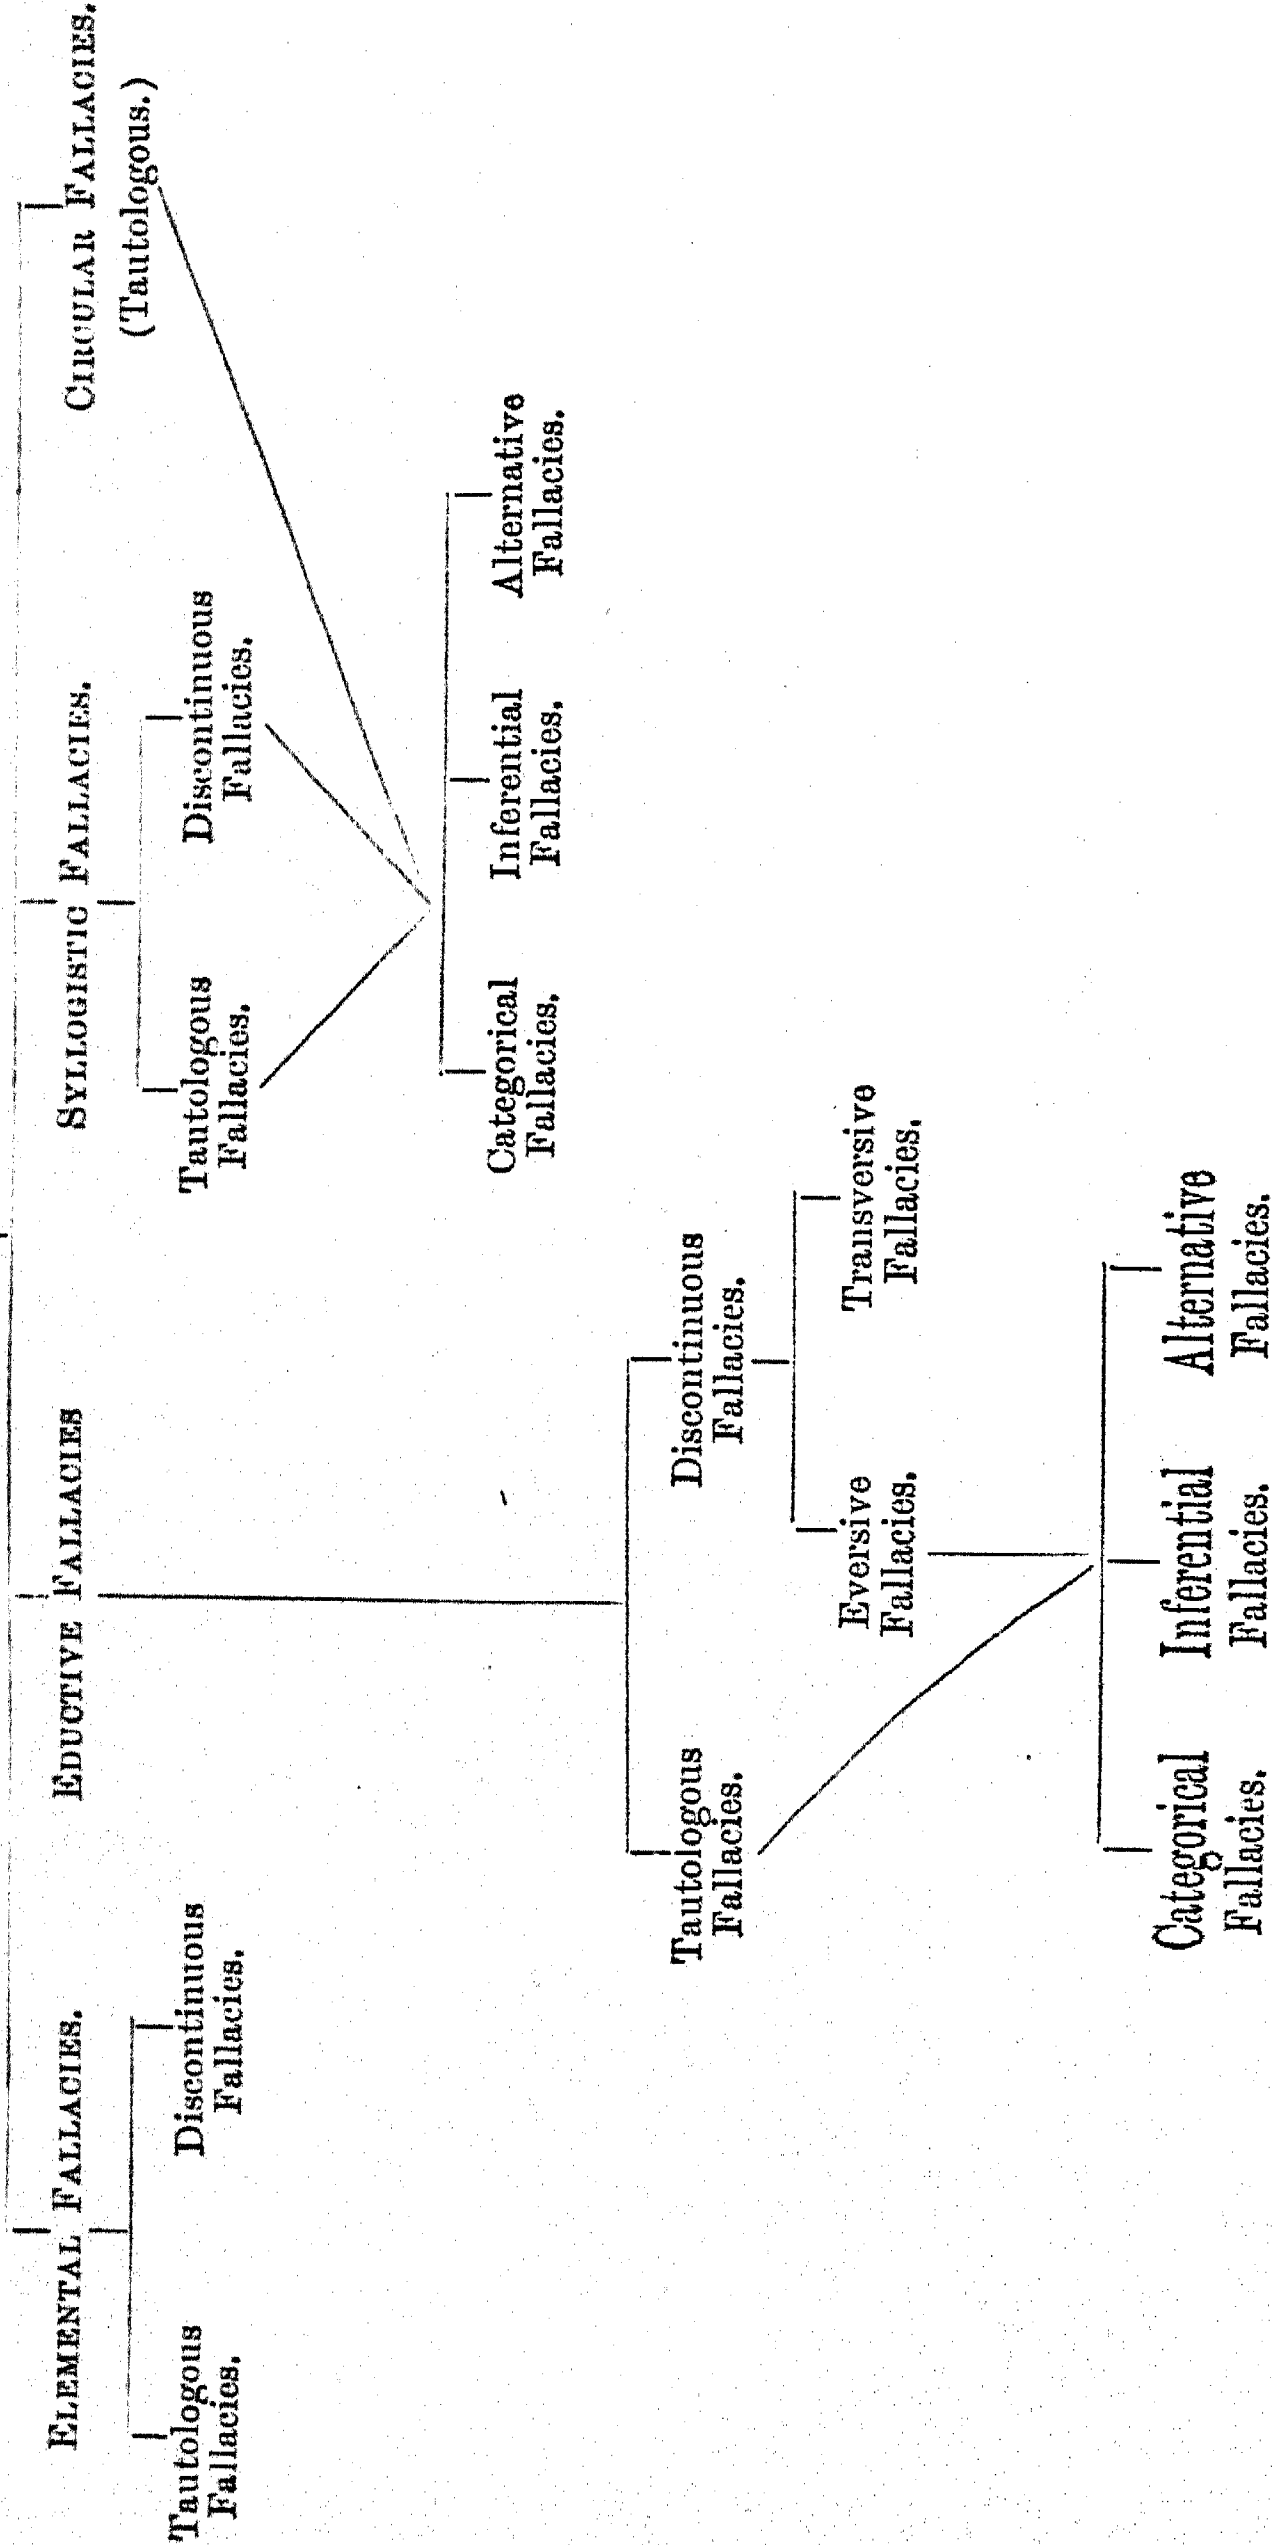 ELEMENTAL FALLACIES.
EDUCTIVE FALLACIES
SYLLOGISTIC FALLACIES.
CIRCULAR FALLACIES.
(Tautologous.)
Tautologous
Fallacies.
Discontinuous
Fallacies.
Tautologous
Fallacies.
Discontinuous
Fallacies.
Categorical
Fallacies.
Inferential
Fallacies.
Alternative
Fallacies.
Tautologous
Fallacies.
Discontinuous
Fallacies.
Eversive
Fallacies.
Transversive
Fallacies.
Categorical
Fallacies.
Inferential
Fallacies.
Alternative
Fallacies.